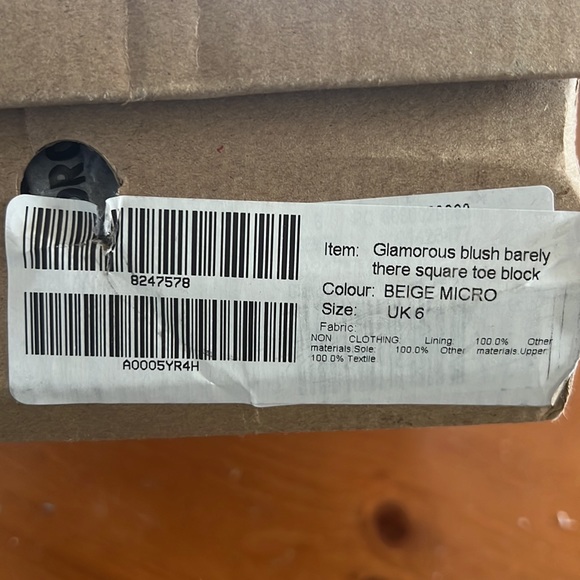 ORO
8247578
A0005YR4H
Item: Glamorous blush barely
there square toe block
Colour: BEIGE MICRO
Size: UK 6
Fabric
NON CLOTHING Lining 100.0% Other
materials.Sole: 100.0% Other materials.Upper
100.0% Textile